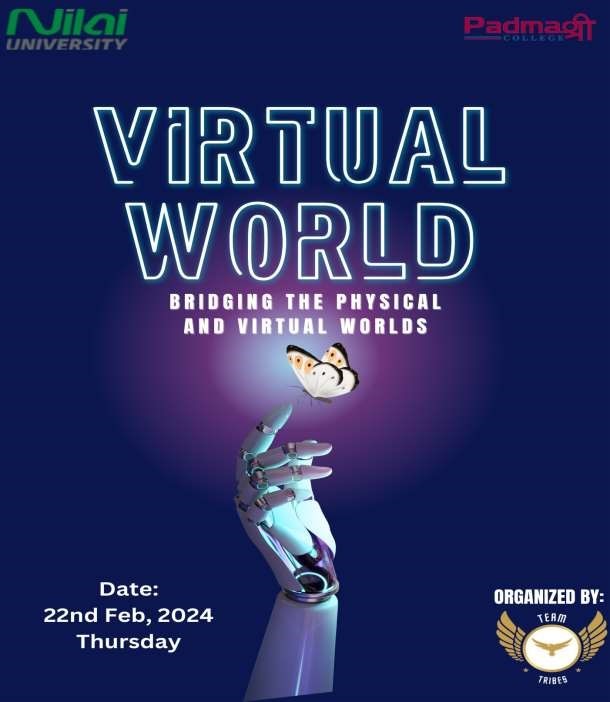 Nilai
UNIVERSITY
Padmaश्री
COLLEGE
VIRTUAL
WORLD
BRIDGING THE PHYSICAL
AND VIRTUAL WORLDS
Date:
22nd Feb, 2024
Thursday
ORGANIZED BY:
TEAM
TRIBES